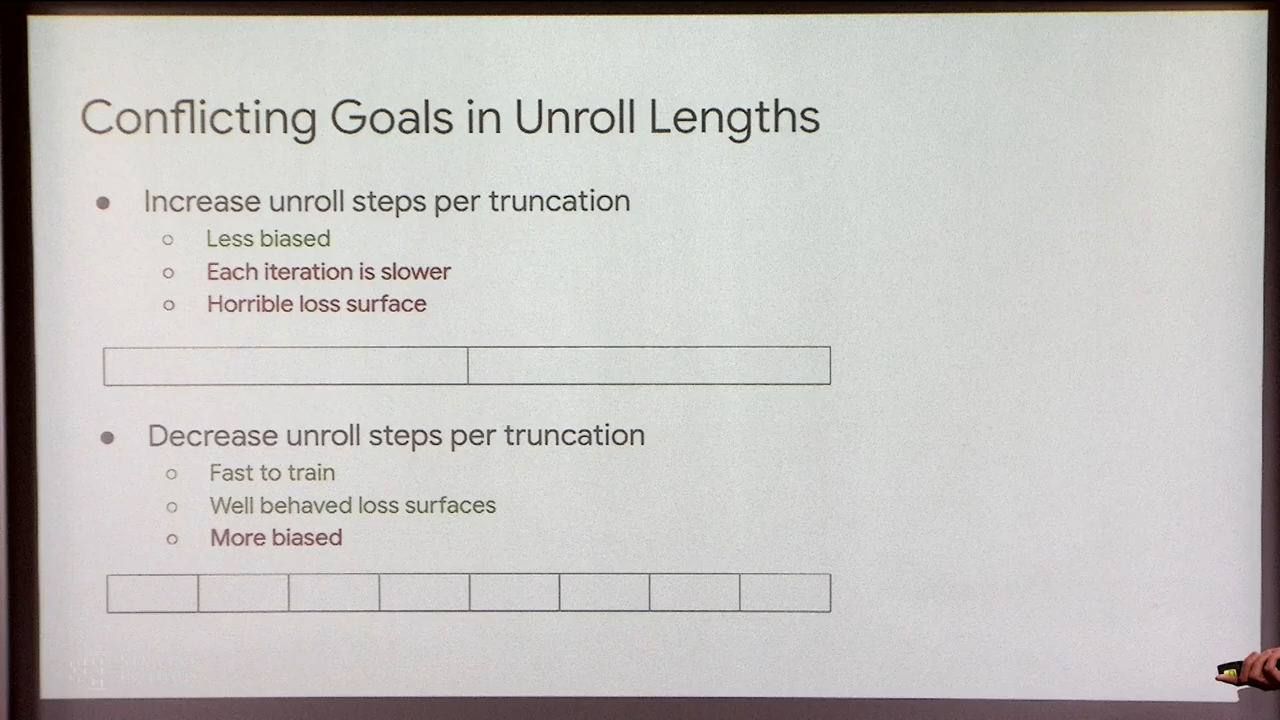 Conflicting Goals in Unroll Lengths
● Increase unroll steps per truncation
○ Less biased
○ Each iteration is slower
○ Horrible loss surface
● Decrease unroll steps per truncation
○ Fast to train
○ Well behaved loss surfaces
○ More biased